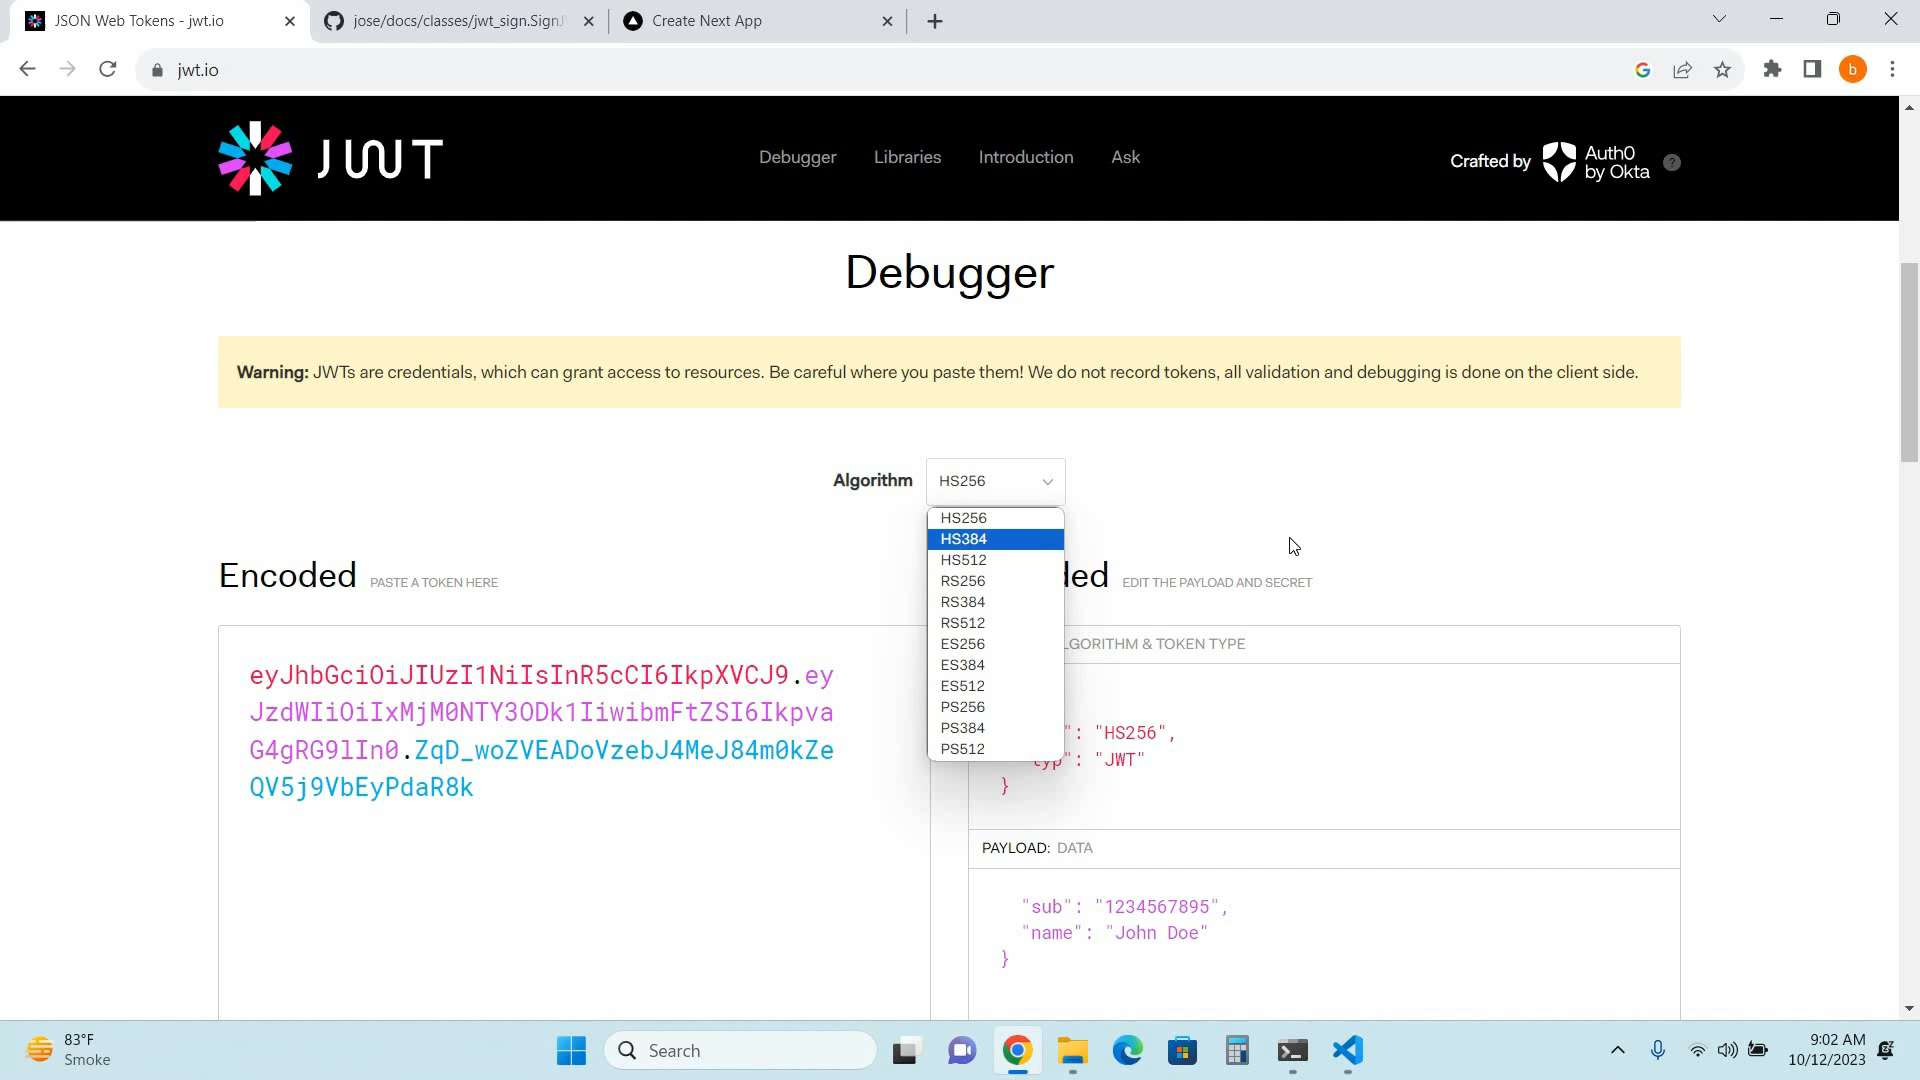 JSON Web Tokens - jwt.io
jose/docs/classes/jwt_sign.SignJ
Create Next App
jwt.io
b
JWT
Debugger
Libraries
Introduction
Ask
Crafted by
Auth0
by Okta
?
Debugger
Warning: JWTs are credentials, which can grant access to resources. Be careful where you paste them! We do not record tokens, all validation and debugging is done on the client side.
Algorithm
HS256
HS256
HS384
HS512
RS256
RS384
RS512
ES256
ES384
ES512
PS256
PS384
PS512
Encoded
PASTE A TOKEN HERE
ded
EDIT THE PAYLOAD AND SECRET
eyJhbGciOiJIUzI1NiIsInR5cCI6IkpXVCJ9.ey
JzdWIiOiIxMjM0NTY3ODk1IiwibmFtZSI6Ikpva
G4gRG9lIn0.ZqD_woZVEADoVzebJ4MeJ84m0kZe
QV5j9VbEyPdaR8k
LGORITHM & TOKEN TYPE
": "HS256",
"typ": "JWT"
}
PAYLOAD: DATA
"sub": "1234567895",
"name": "John Doe"
}
83°F
Smoke
Search
9:02 AM
10/12/2023